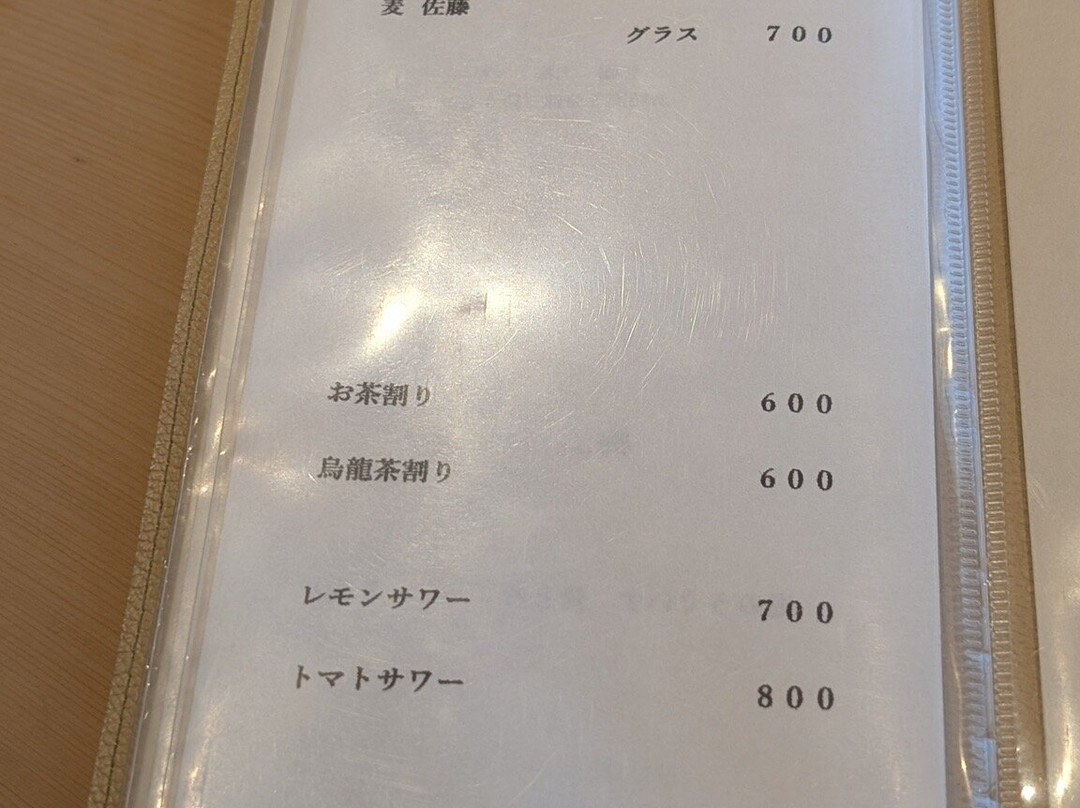 麦 佐藤
グラス ７００
お茶割り ６００
烏龍茶割り ６００
レモンサワー ７００
トマトサワー ８００